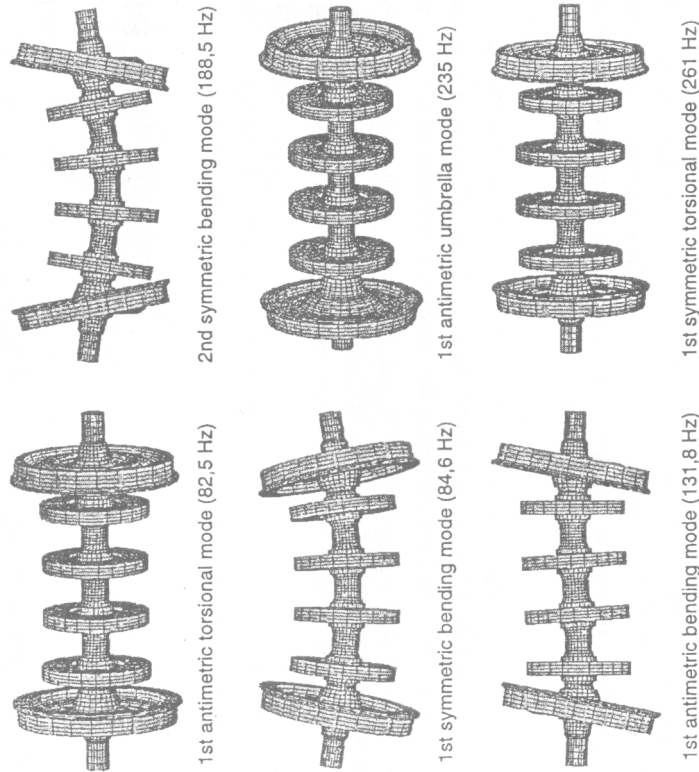 1st antimetric torsional mode (82,5 Hz)
2nd symmetric bending mode (188,5 Hz)
1st symmetric bending mode (84,6 Hz)
1st antimetric umbrella mode (235 Hz)
1st antimetric bending mode (131,8 Hz)
1st symmetric torsional mode (261 Hz)